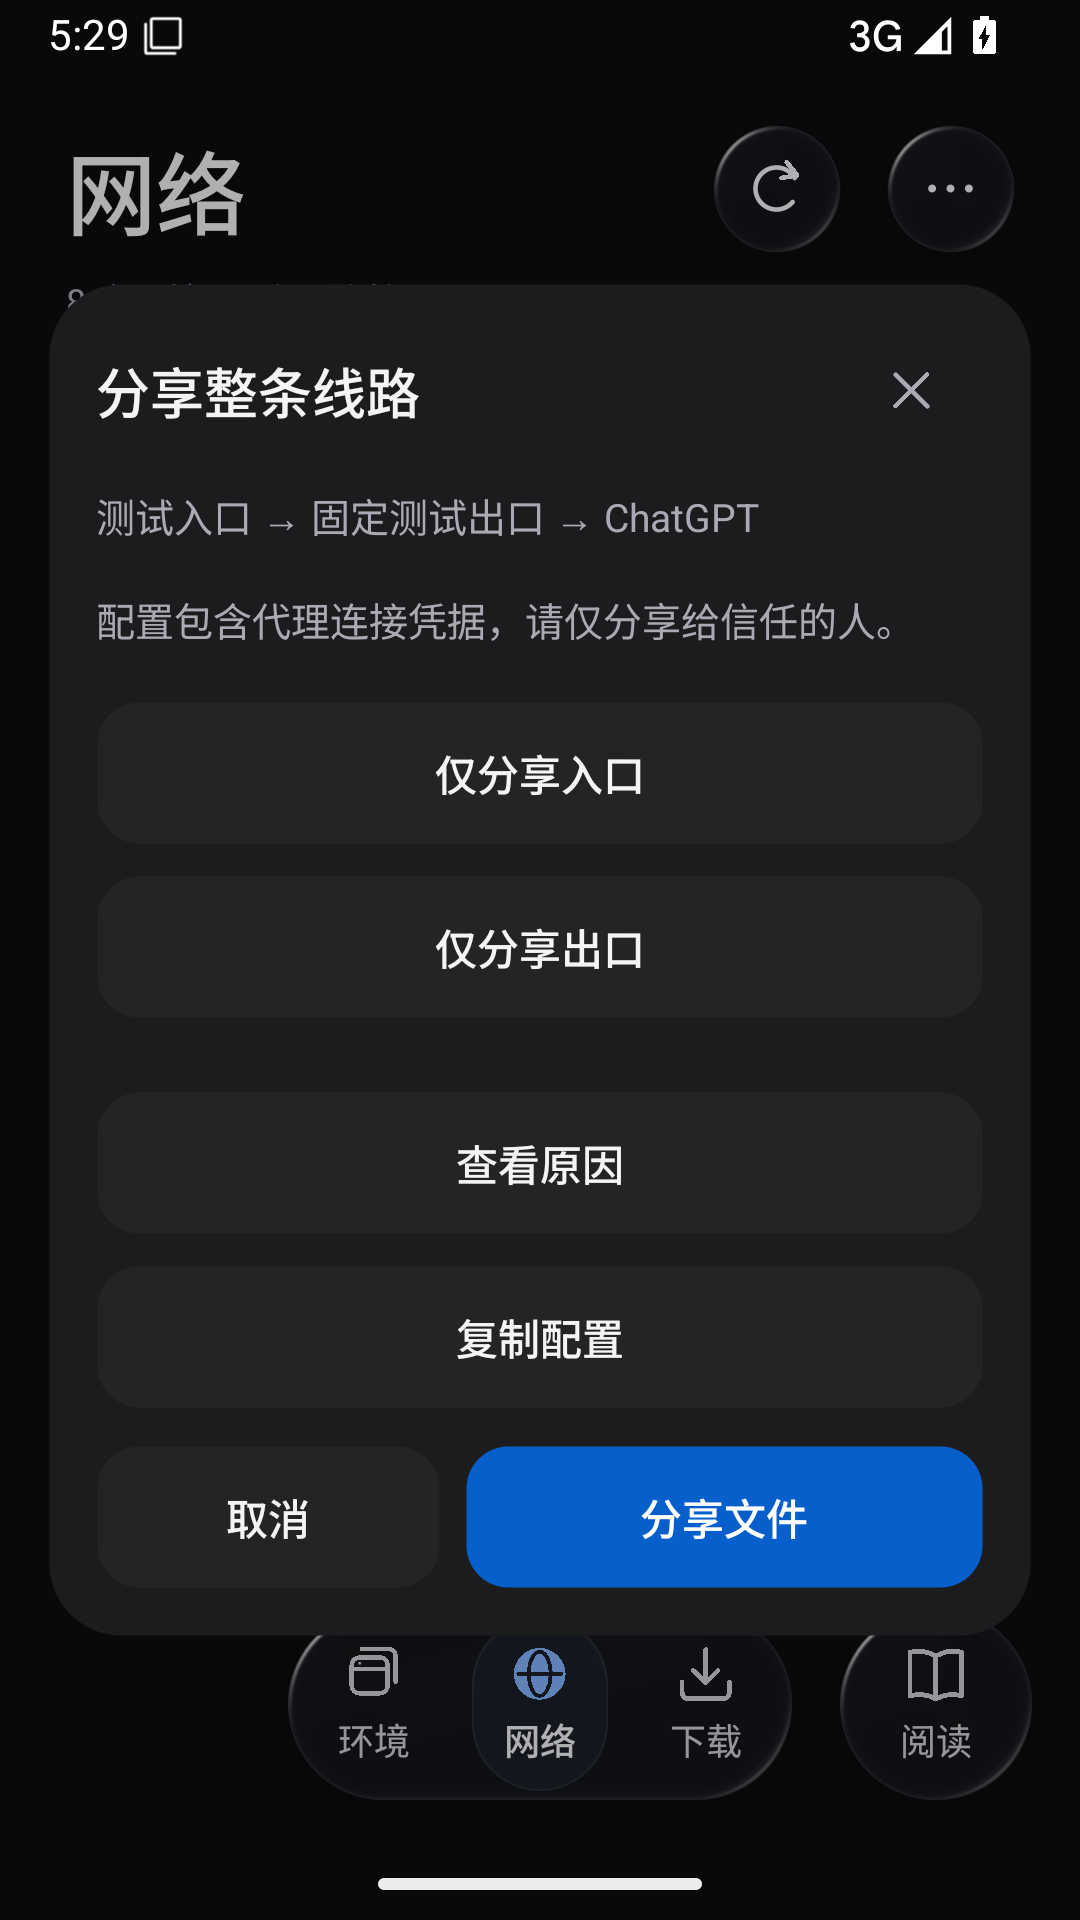 5:29
3G
网络
分享整条线路
测试入口 → 固定测试出口 → ChatGPT
配置包含代理连接凭据，请仅分享给信任的人。
仅分享入口
仅分享出口
查看原因
复制配置
取消
分享文件
环境
网络
下载
阅读